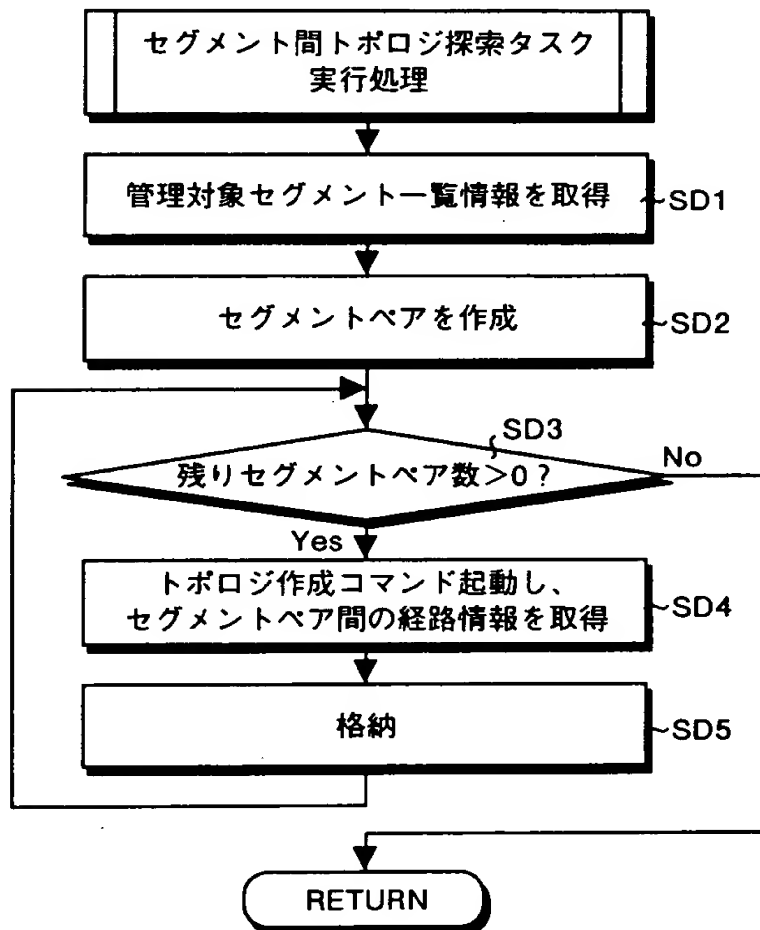 セグメント間トポロジ探索タスク
実行処理
管理対象セグメント一覧情報を取得
SD1
セグメントペアを作成
SD2
SD3
残りセグメントペア数>0?
No
Yes
トポロジ作成コマンド起動し、
セグメントペア間の経路情報を取得
SD4
格納
SD5
RETURN